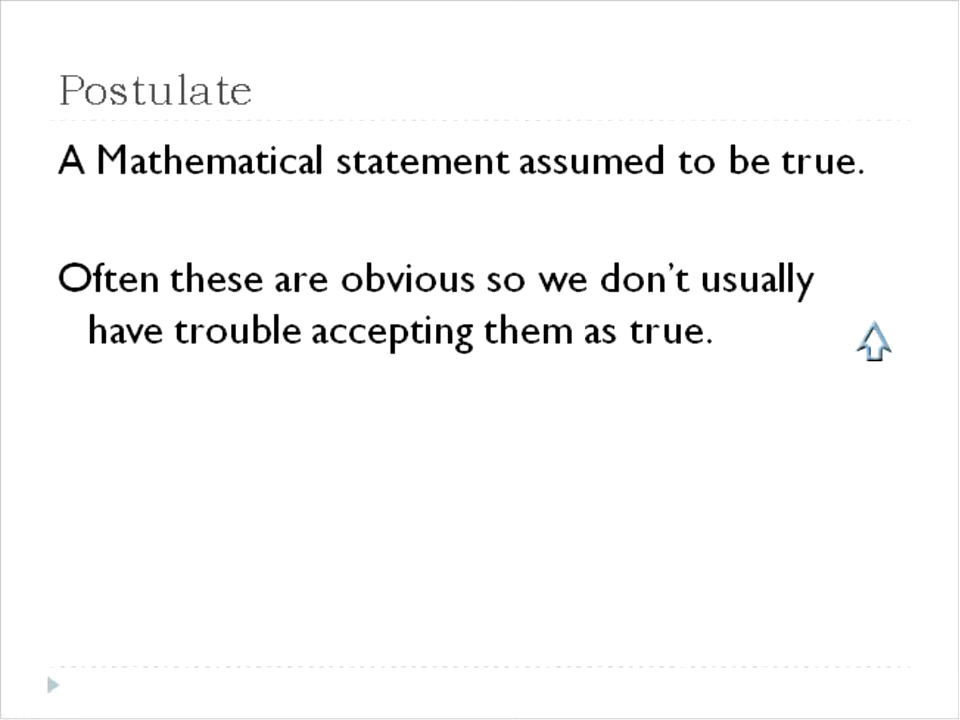 Postulate
A Mathematical statement assumed to be true.
Often these are obvious so we don’t usually
have trouble accepting them as true.